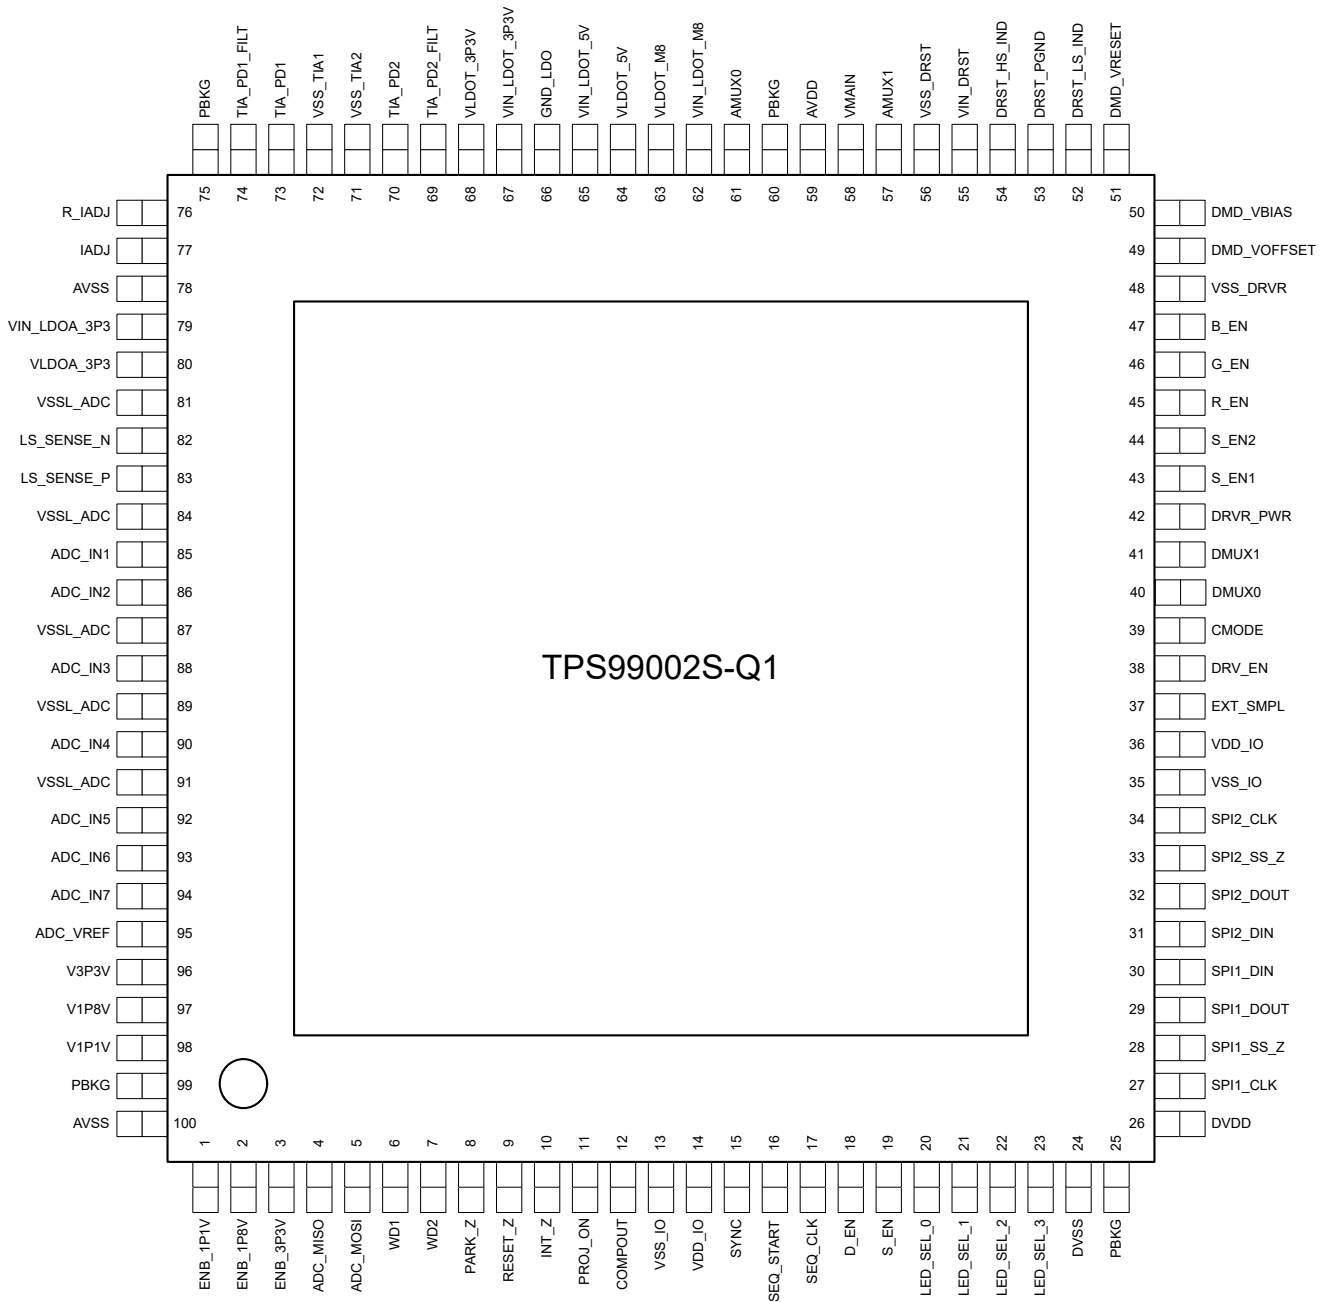 PBKG
TIA_PD1_FILT
TIA_PD1
VSS_TIA1
VSS_TIA2
TIA_PD2
TIA_PD2_FILT
VLDOT_3P3V
VIN_LDOT_3P3V
GND_LDO
VIN_LDOT_5V
VLDOT_5V
VLDOT_M8
VIN_LDOT_M8
AMUX0
PBKG
AVDD
VMAIN
AMUX1
VSS_DRST
VIN_DRST
DRST_HS_IND
DRST_PGND
DRST_LS_IND
DMD_VRESET
75
74
73
72
71
70
69
68
67
66
65
64
63
62
61
60
59
58
57
56
55
54
53
52
51
R_IADJ 76
IADJ 77
AVSS 78
VIN_LDOA_3P3 79
VLDOA_3P3 80
VSSL_ADC 81
LS_SENSE_N 82
LS_SENSE_P 83
VSSL_ADC 84
ADC_IN1 85
ADC_IN2 86
VSSL_ADC 87
ADC_IN3 88
VSSL_ADC 89
ADC_IN4 90
VSSL_ADC 91
ADC_IN5 92
ADC_IN6 93
ADC_IN7 94
ADC_VREF 95
V3P3V 96
V1P8V 97
V1P1V 98
PBKG 99
AVSS 100
TPS99002S-Q1
50 DMD_VBIAS
49 DMD_VOFFSET
48 VSS_DRVR
47 B_EN
46 G_EN
45 R_EN
44 S_EN2
43 S_EN1
42 DRVR_PWR
41 DMUX1
40 DMUX0
39 CMODE
38 DRV_EN
37 EXT_SMPL
36 VDD_IO
35 VSS_IO
34 SPI2_CLK
33 SPI2_SS_Z
32 SPI2_DOUT
31 SPI2_DIN
30 SPI1_DIN
29 SPI1_DOUT
28 SPI1_SS_Z
27 SPI1_CLK
26 DVDD
1
2
3
4
5
6
7
8
9
10
11
12
13
14
15
16
17
18
19
20
21
22
23
24
25
ENB_1P1V
ENB_1P8V
ENB_3P3V
ADC_MISO
ADC_MOSI
WD1
WD2
PARK_Z
RESET_Z
INT_Z
PROJ_ON
COMPOUT
VSS_IO
VDD_IO
SYNC
SEQ_START
SEQ_CLK
D_EN
S_EN
LED_SEL_0
LED_SEL_1
LED_SEL_2
LED_SEL_3
DVSS
PBKG